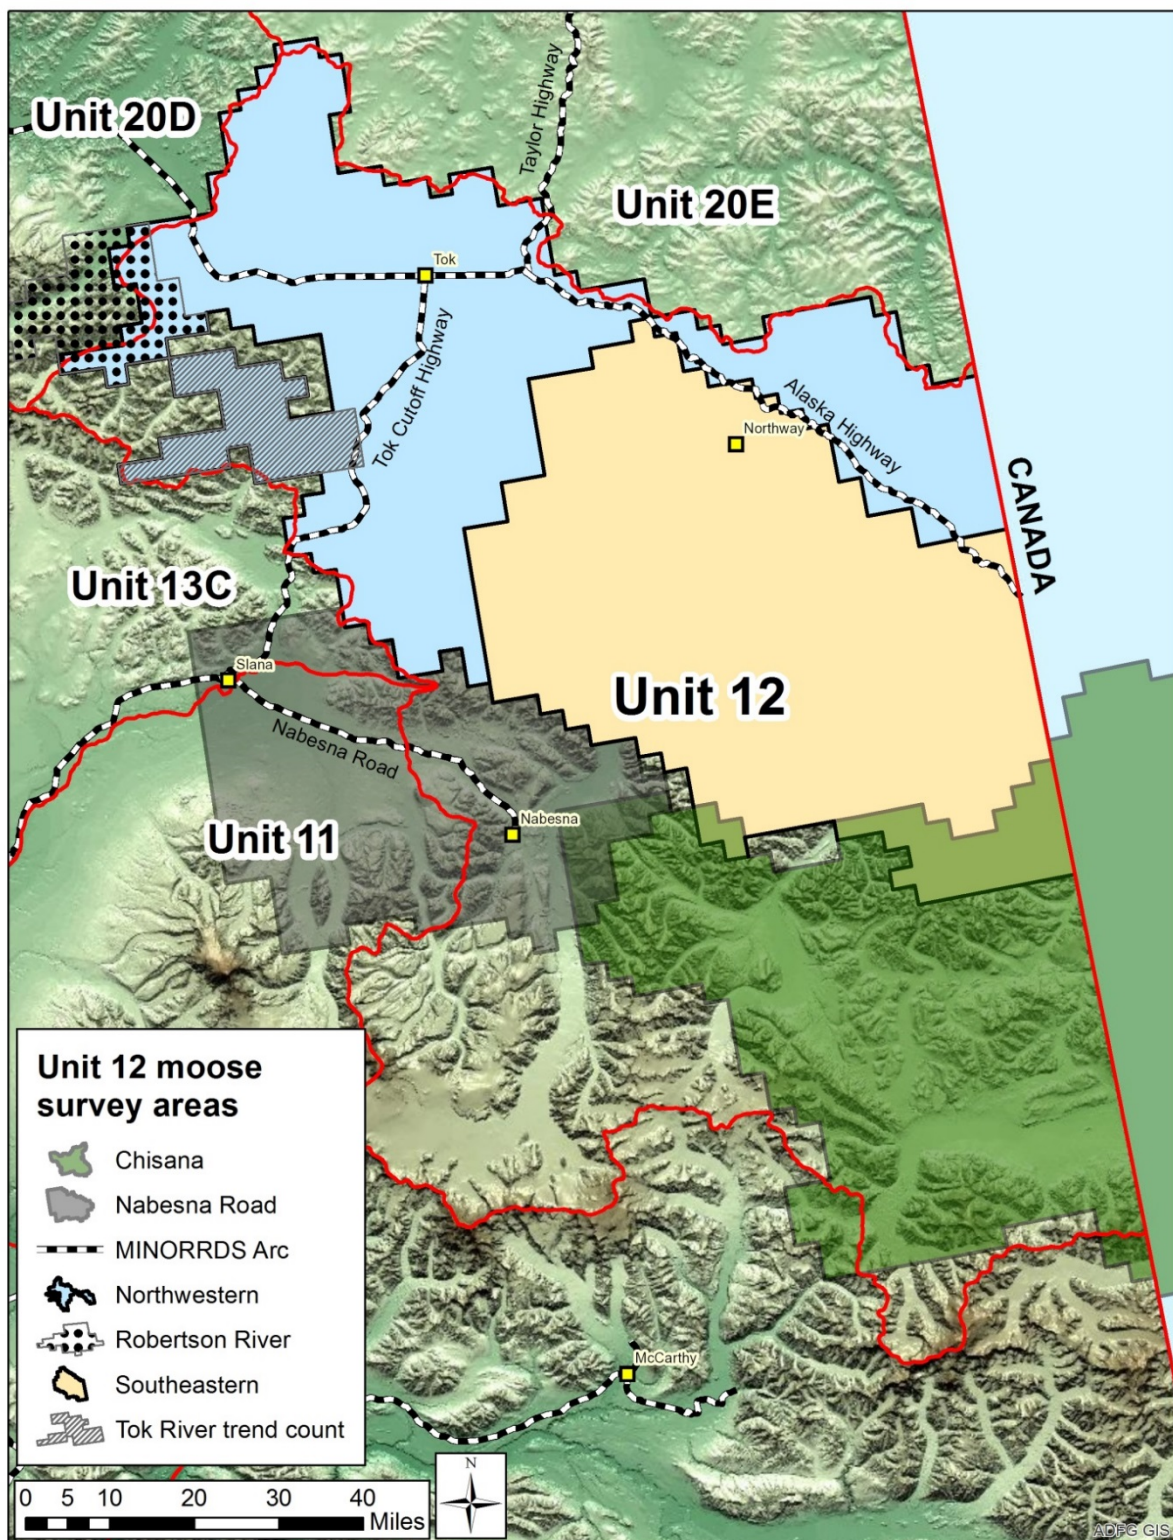 Unit 20D
Taylor Highway
Unit 20E
Tok
Tok Cutoff Highway
Alaska Highway
Northway
CANADA
Unit 13C
Slana
Unit 12
Nabesna Road
Nabesna
Unit 11
Unit 12 moose
survey areas
Chisana
Nabesna Road
MINORRDS Arc
Northwestern
Robertson River
Southeastern
Tok River trend count
McCarthy
N
0 5 10 20 30 40
Miles
ADFG GIS